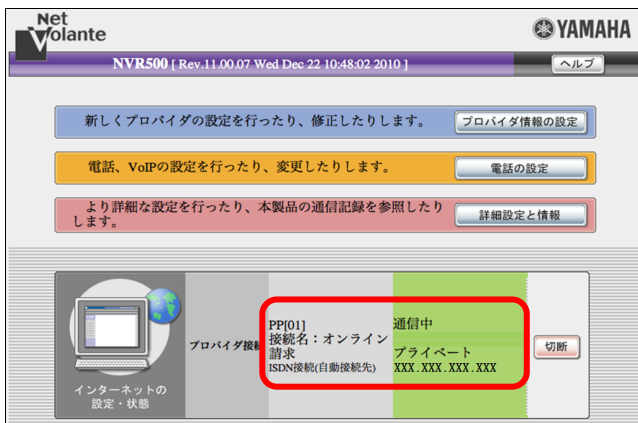 Net
Volante
YAMAHA
NVR500 [ Rev.11.00.07 Wed Dec 22 10:48:02 2010 ]
ヘルプ
新しくプロバイダの設定を行ったり、修正したりします。
プロバイダ情報の設定
電話、VoIPの設定を行ったり、変更したりします。
電話の設定
より詳細な設定を行ったり、本製品の通信記録を参照したり
します。
詳細設定と情報
インターネットの
設定・状態
プロバイダ接続
PP[01]
接続名：オンライン
請求
ISDN接続(自動接続先)
通信中
プライベート
XXX.XXX.XXX.XXX
切断